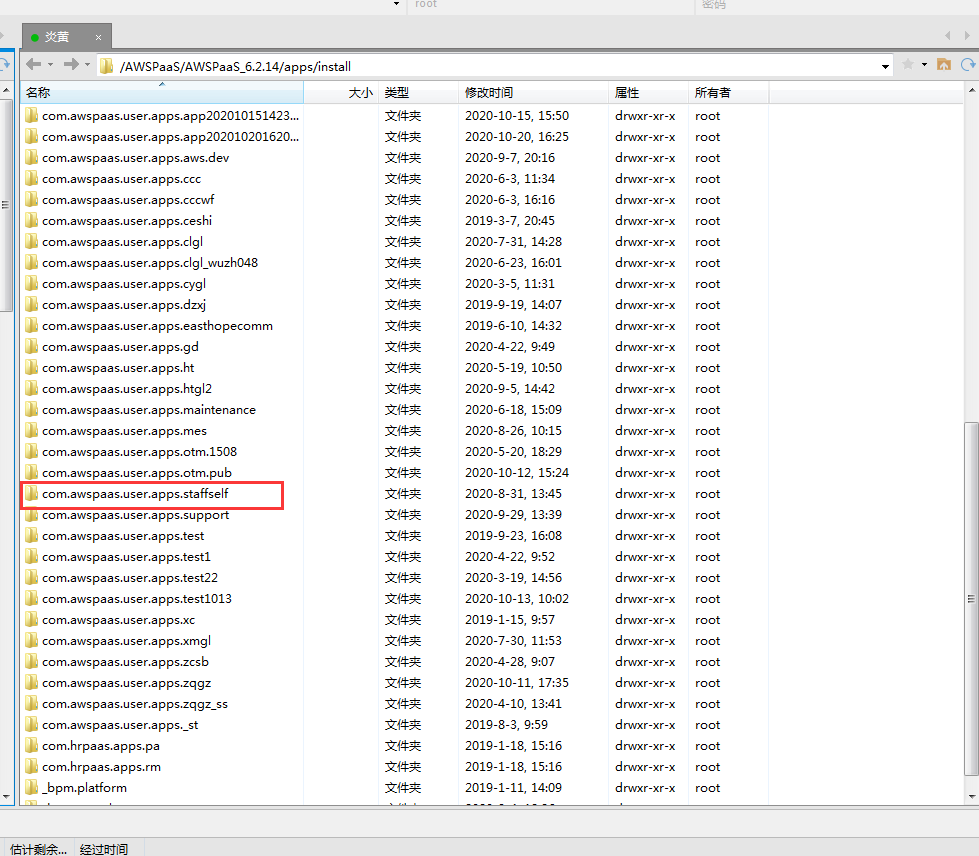 root 密码
炎黄 ×
/AWSPaaS/AWSPaaS_6.2.14/apps/install
名称 大小 类型 修改时间 属性 所有者
com.awspaas.user.apps.app202010151423... 文件夹 2020-10-15, 15:50 drwxr-xr-x root
com.awspaas.user.apps.app202010201620... 文件夹 2020-10-20, 16:25 drwxr-xr-x root
com.awspaas.user.apps.aws.dev 文件夹 2020-9-7, 20:16 drwxr-xr-x root
com.awspaas.user.apps.ccc 文件夹 2020-6-3, 11:34 drwxr-xr-x root
com.awspaas.user.apps.cccwf 文件夹 2020-6-3, 16:16 drwxr-xr-x root
com.awspaas.user.apps.ceshi 文件夹 2019-3-7, 20:45 drwxr-xr-x root
com.awspaas.user.apps.clgl 文件夹 2020-7-31, 14:28 drwxr-xr-x root
com.awspaas.user.apps.clgl_wuzh048 文件夹 2020-6-23, 16:01 drwxr-xr-x root
com.awspaas.user.apps.cygl 文件夹 2020-3-5, 11:31 drwxr-xr-x root
com.awspaas.user.apps.dzxj 文件夹 2019-9-19, 14:07 drwxr-xr-x root
com.awspaas.user.apps.easthopecomm 文件夹 2019-6-10, 14:32 drwxr-xr-x root
com.awspaas.user.apps.gd 文件夹 2020-4-22, 9:49 drwxr-xr-x root
com.awspaas.user.apps.ht 文件夹 2020-5-19, 10:50 drwxr-xr-x root
com.awspaas.user.apps.htgl2 文件夹 2020-9-5, 14:42 drwxr-xr-x root
com.awspaas.user.apps.maintenance 文件夹 2020-6-18, 15:09 drwxr-xr-x root
com.awspaas.user.apps.mes 文件夹 2020-8-26, 10:15 drwxr-xr-x root
com.awspaas.user.apps.otm.1508 文件夹 2020-5-20, 18:29 drwxr-xr-x root
com.awspaas.user.apps.otm.pub 文件夹 2020-10-12, 15:24 drwxr-xr-x root
com.awspaas.user.apps.staffself 文件夹 2020-8-31, 13:45 drwxr-xr-x root
com.awspaas.user.apps.support 文件夹 2020-9-29, 13:39 drwxr-xr-x root
com.awspaas.user.apps.test 文件夹 2019-9-23, 16:08 drwxr-xr-x root
com.awspaas.user.apps.test1 文件夹 2020-4-22, 9:52 drwxr-xr-x root
com.awspaas.user.apps.test22 文件夹 2020-3-19, 14:56 drwxr-xr-x root
com.awspaas.user.apps.test1013 文件夹 2020-10-13, 10:02 drwxr-xr-x root
com.awspaas.user.apps.xc 文件夹 2019-1-15, 9:57 drwxr-xr-x root
com.awspaas.user.apps.xmgl 文件夹 2020-7-30, 11:53 drwxr-xr-x root
com.awspaas.user.apps.zcsb 文件夹 2020-4-28, 9:07 drwxr-xr-x root
com.awspaas.user.apps.zqgz 文件夹 2020-10-11, 17:35 drwxr-xr-x root
com.awspaas.user.apps.zqgz_ss 文件夹 2020-4-10, 13:41 drwxr-xr-x root
com.awspaas.user.apps._st 文件夹 2019-8-3, 9:59 drwxr-xr-x root
com.hrpaas.apps.pa 文件夹 2019-1-18, 15:16 drwxr-xr-x root
com.hrpaas.apps.rm 文件夹 2019-1-18, 15:16 drwxr-xr-x root
_bpm.platform 文件夹 2019-1-11, 14:09 drwxr-xr-x root
估计剩余... 经过时间